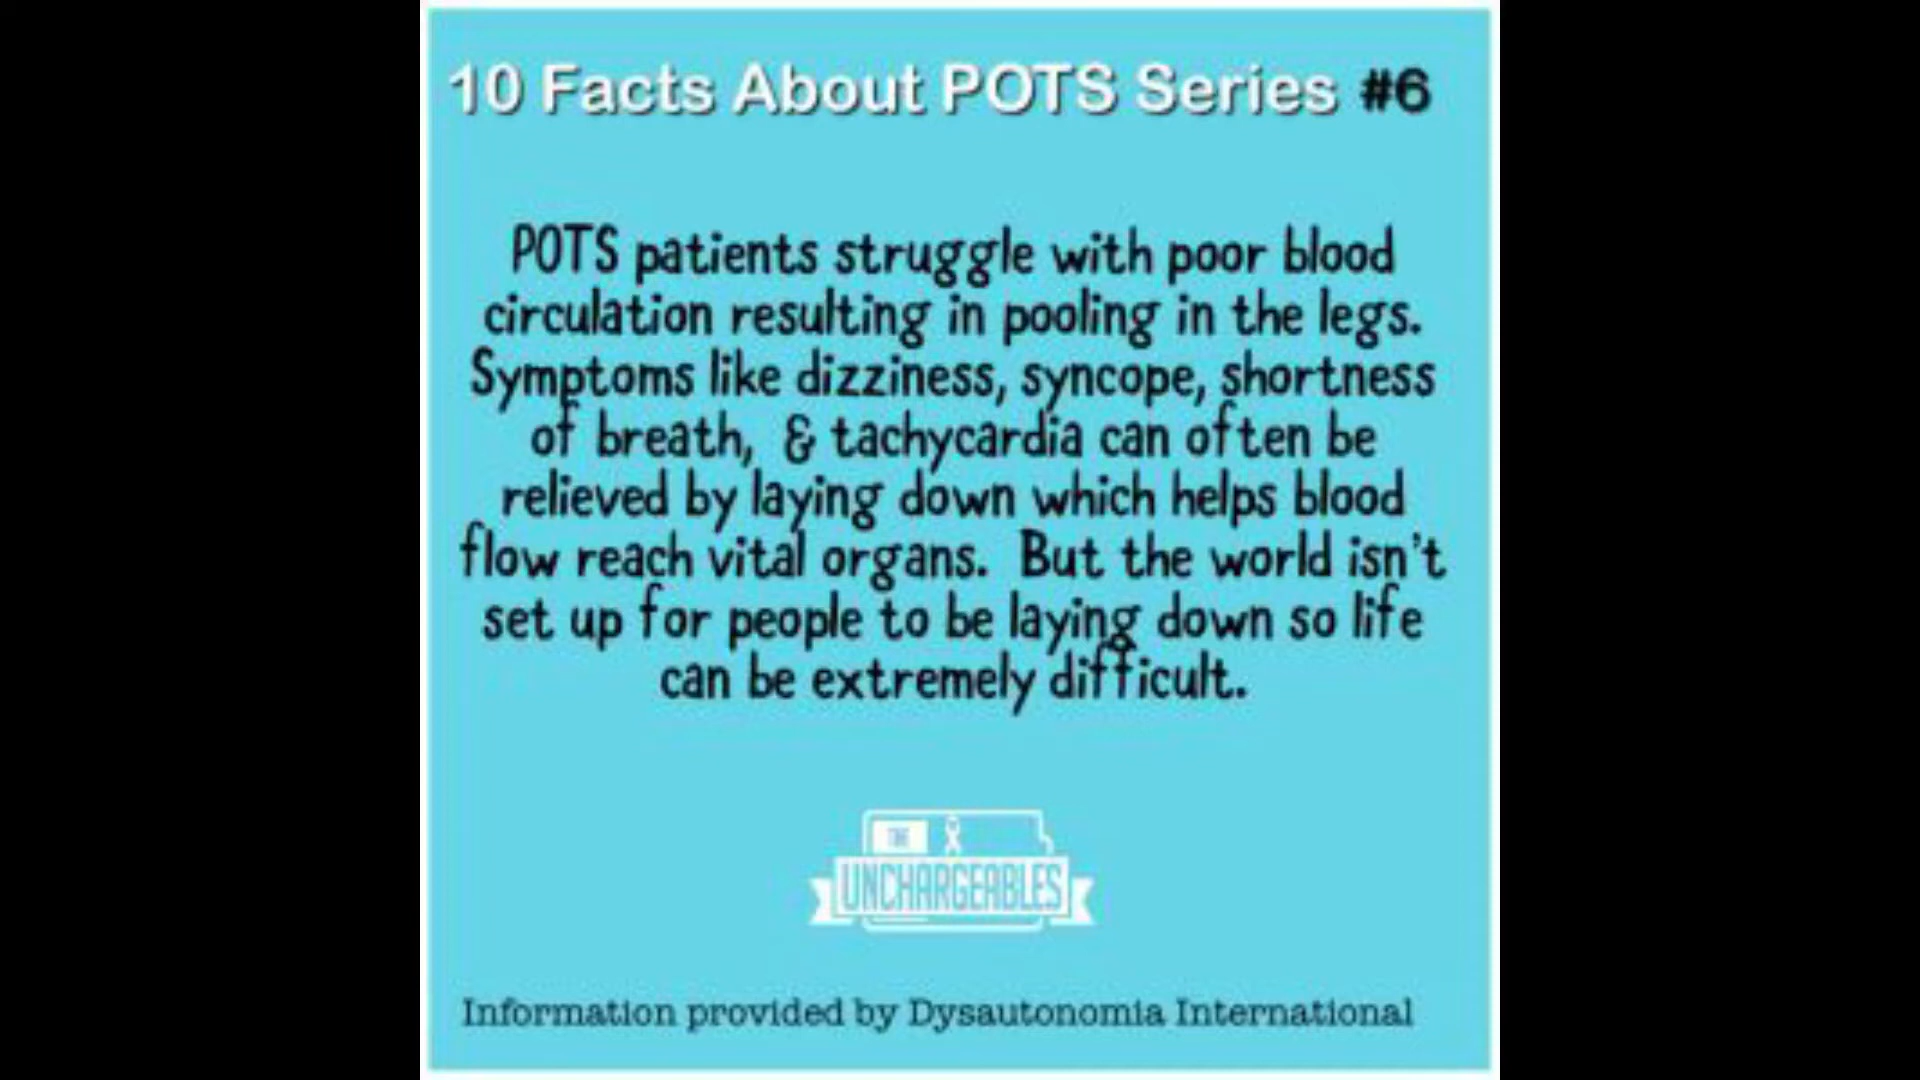 10 Facts About POTS Series #6
POTS patients struggle with poor blood
circulation resulting in pooling in the legs.
Symptoms like dizziness, syncope, shortness
of breath, & tachycardia can often be
relieved by laying down which helps blood
flow reach vital organs. But the world isn't
set up for people to be laying down so life
can be extremely difficult.
THE
UNCHARGEABLES
Information provided by Dysautonomia International